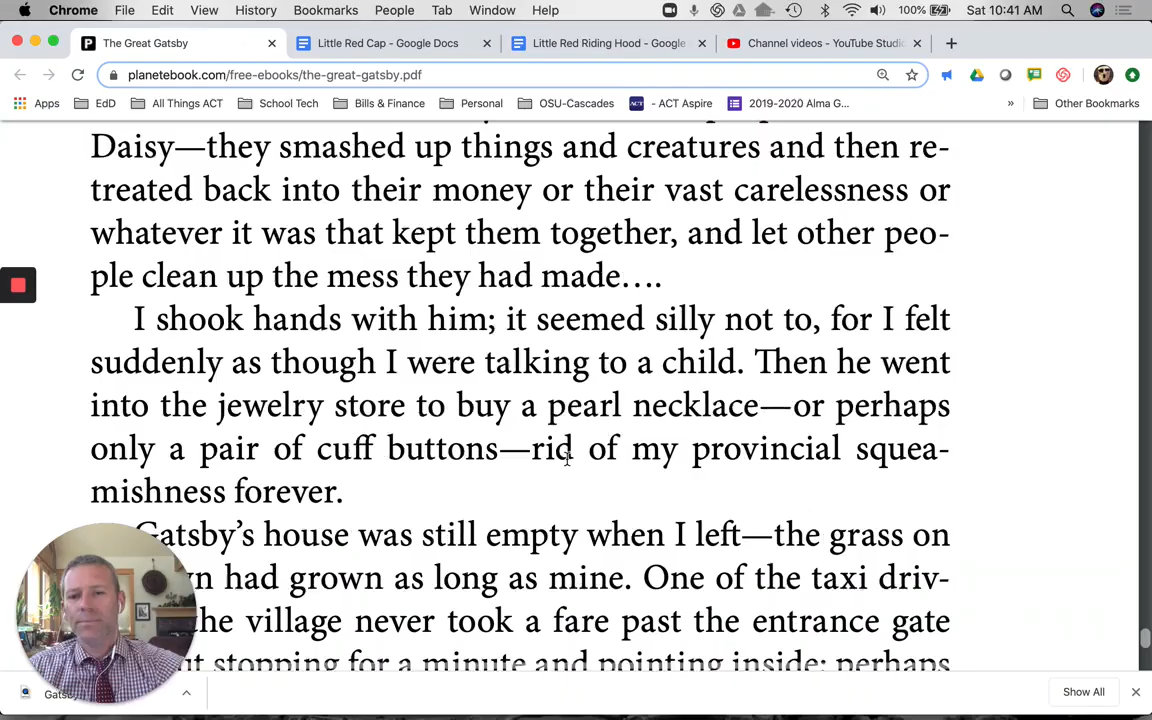 Chrome File Edit View History Bookmarks People Tab Window Help 100% Sat 10:41 AM
The Great Gatsby Little Red Cap - Google Docs Little Red Riding Hood - Google Channel videos - YouTube Studio
planetebook.com/free-ebooks/the-great-gatsby.pdf
Apps EdD All Things ACT School Tech Bills & Finance Personal OSU-Cascades ACT - ACT Aspire 2019-2020 Alma G... » Other Bookmarks
Daisy—they smashed up things and creatures and then re-
treated back into their money or their vast carelessness or
whatever it was that kept them together, and let other peo-
ple clean up the mess they had made….
I shook hands with him; it seemed silly not to, for I felt
suddenly as though I were talking to a child. Then he went
into the jewelry store to buy a pearl necklace—or perhaps
only a pair of cuff buttons—rid of my provincial squea-
mishness forever.
Gatsby's house was still empty when I left—the grass on
had grown as long as mine. One of the taxi driv-
the village never took a fare past the entrance gate
stopping for a minute and pointing inside; perhaps
Show All